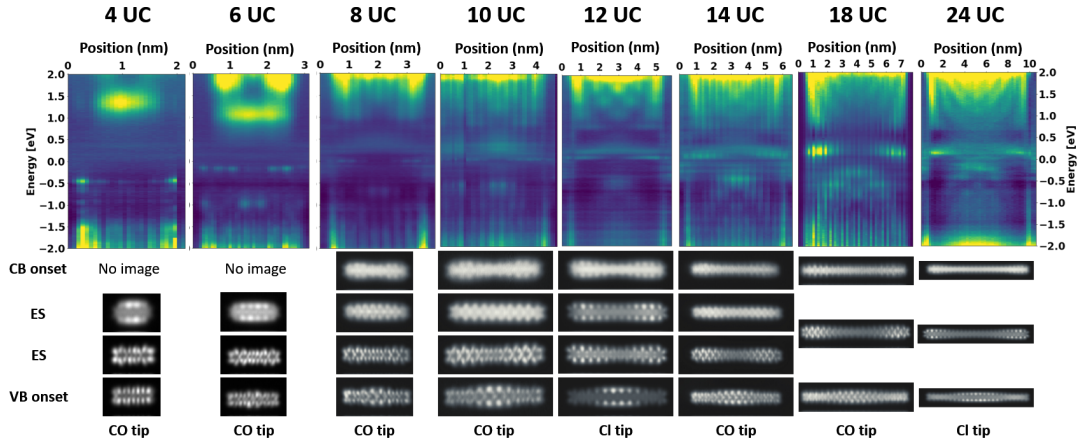 4 UC 6 UC 8 UC 10 UC 12 UC 14 UC 18 UC 24 UC
Position (nm) Position (nm) Position (nm) Position (nm) Position (nm) Position (nm) Position (nm) Position (nm)
0 1 2 0 1 2 3 0 1 2 3 0 1 2 3 4 0 1 2 3 4 5 0 1 2 3 4 5 6 0 1 2 3 4 5 6 7 0 2 4 6 8 10
2.0 2.0
1.5 1.5
1.0 1.0
0.5 0.5
0.0 0.0
−0.5 −0.5
−1.0 −1.0
−1.5 −1.5
−2.0 −2.0
Energy [eV] Energy [eV]
CB onset No image No image
ES
ES
VB onset
CO tip CO tip CO tip CO tip Cl tip CO tip CO tip Cl tip